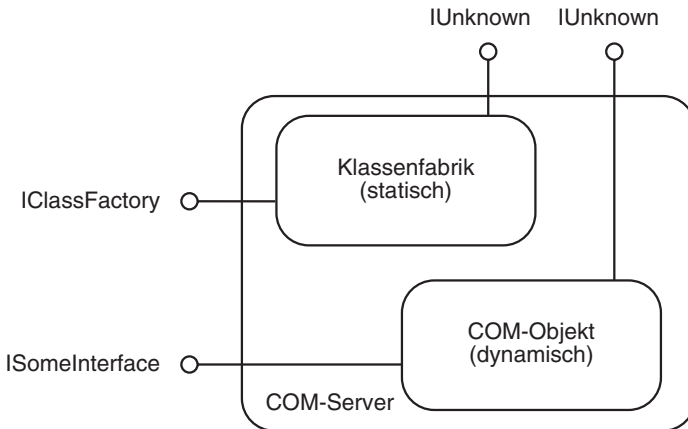 IUnknown IUnknown
Klassenfabrik
(statisch)
IClassFactory
COM-Objekt
(dynamisch)
ISomeInterface
COM-Server